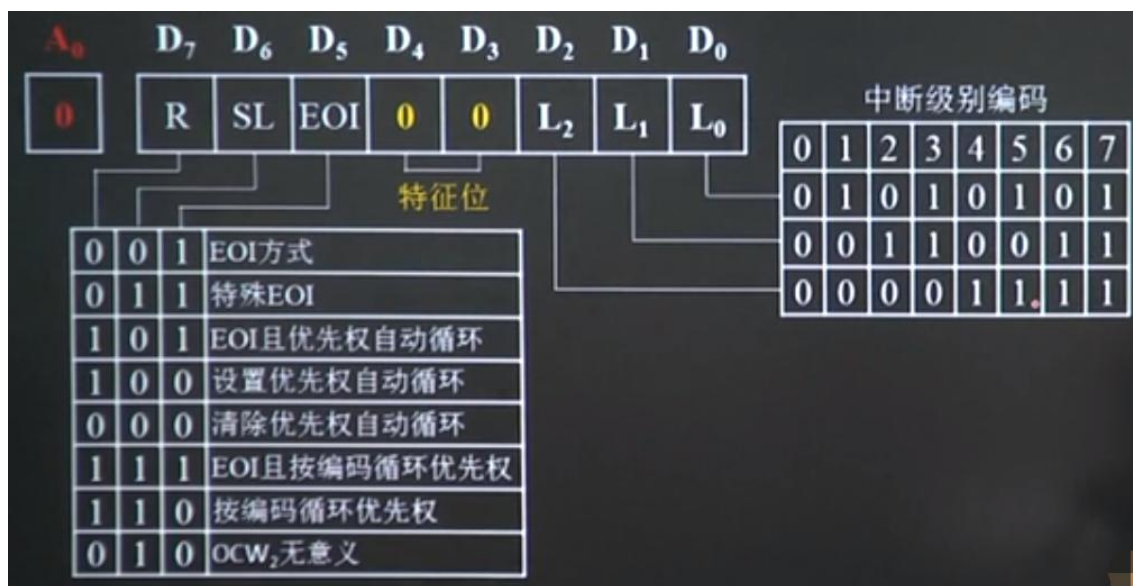 A₀ D₇ D₆ D₅ D₄ D₃ D₂ D₁ D₀
0 R SL EOI 0 0 L₂ L₁ L₀
特征位
中断级别编码
0 1 2 3 4 5 6 7
0 1 0 1 0 1 0 1
0 0 1 1 0 0 1 1
0 0 0 0 1 1 1 1
0 0 1 EOI方式
0 1 1 特殊EOI
1 0 1 EOI且优先权自动循环
1 0 0 设置优先权自动循环
0 0 0 清除优先权自动循环
1 1 1 EOI且按编码循环优先权
1 1 0 按编码循环优先权
0 1 0 OCW₂无意义